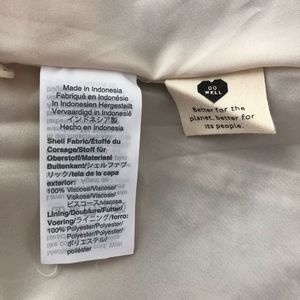 Made in Indonesia
Fabriqué en Indonésie
In Indonesien Hergestelt
Vervaardigd in Indonesië
インドネシア製
Hecho en Indonesia
Shell Fabric/Étoffe du
Corsage/Stoff für
Oberstoff/Materiaal
Buitenkant/シェルファブ
リック/tela de la capa
exterior:
100% Viscose/Viscose/
Viskose/Viscose/
ビスコース/viscosa
Lining/Doublure/Futter/
Voering/ライニング/forro:
100% Polyester/Polyester/
Polyester/Polyester/
ポリエステル/
poliéster
DO
WELL
Better for the
planet, better for
its people.